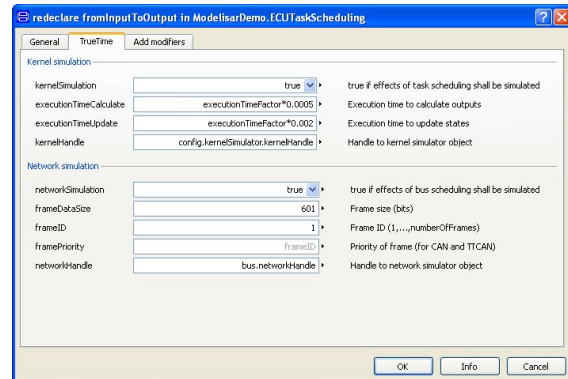 redeclare fromInputToOutput in ModelisarDemo.ECUTaskScheduling
General TrueTime Add modifiers
Kernel simulation
kernelSimulation true true if effects of task scheduling shall be simulated
executionTimeCalculate executionTimeFactor*0.0005 Execution time to calculate outputs
executionTimeUpdate executionTimeFactor*0.002 Execution time to update states
kernelHandle config.kernelSimulator.kernelHandle Handle to kernel simulator object
Network simulation
networkSimulation true true if effects of bus scheduling shall be simulated
frameDataSize 601 Frame size (bits)
frameID 1 Frame ID (1,...,numberOfFrames)
framePriority frameID Priority of frame (for CAN and TTCAN)
networkHandle bus.networkHandle Handle to network simulator object
OK Info Cancel